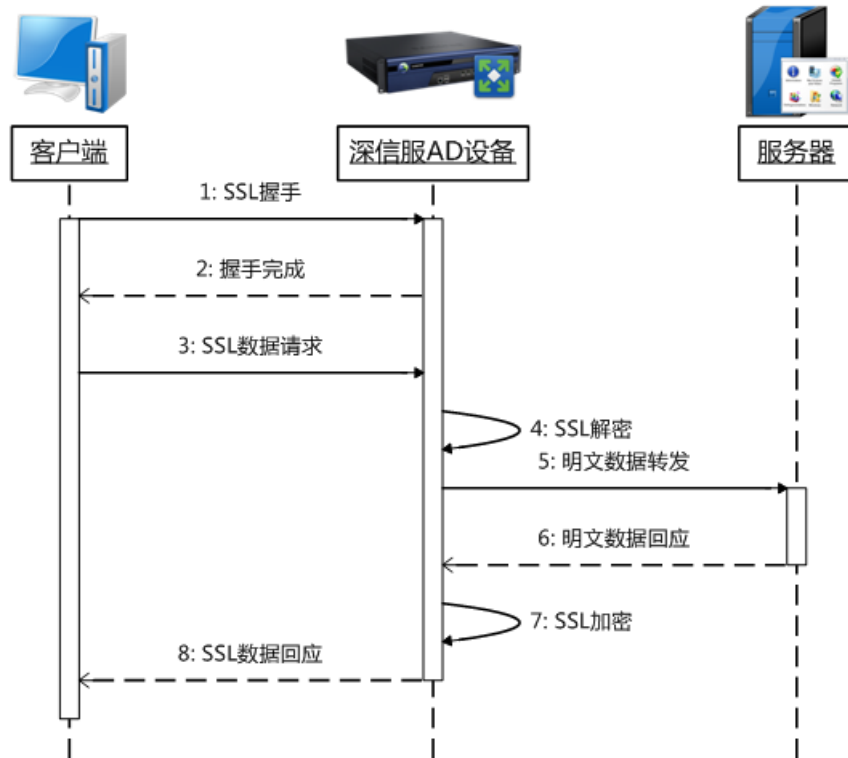 客户端
深信服AD设备
服务器
1: SSL握手
2: 握手完成
3: SSL数据请求
4: SSL解密
5: 明文数据转发
6: 明文数据回应
7: SSL加密
8: SSL数据回应